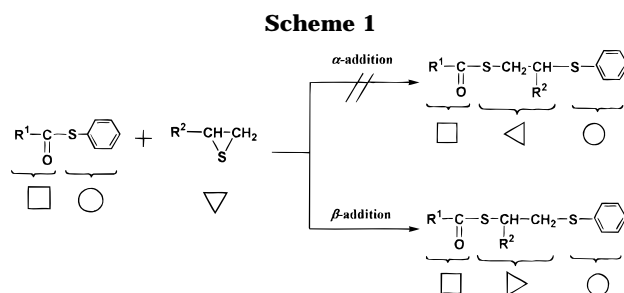 Scheme 1
α-addition
R¹—C—S—CH₂-CH—S—
O R²
R¹—C—S—
O
+
R²—CH—CH₂
S
β-addition
R¹—C—S—CH—CH₂—S—
O R²